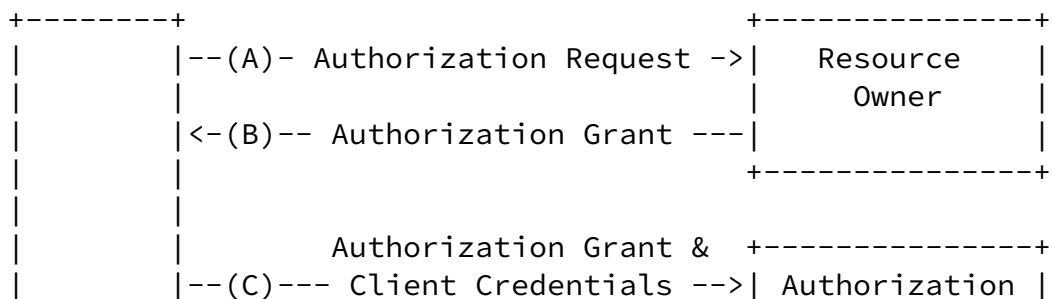 +--------+                               +---------------+
|        |--(A)- Authorization Request ->|   Resource    |
|        |                               |     Owner     |
|        |<-(B)-- Authorization Grant ---|               |
|        |                               +---------------+
|        |
|        |        Authorization Grant &  +---------------+
|        |--(C)--- Client Credentials -->| Authorization |